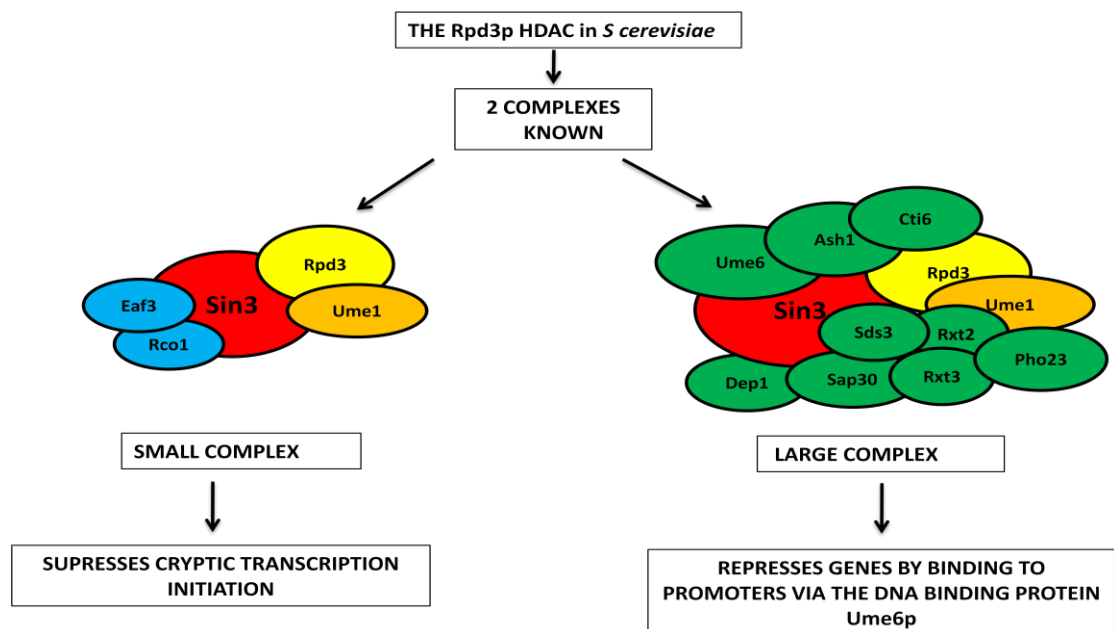 THE Rpd3p HDAC in S cerevisiae
2 COMPLEXES
KNOWN
Rpd3
Sin3
Eaf3
Ume1
Rco1
Cti6
Ash1
Ume6
Rpd3
Sin3
Ume1
Sds3
Rxt2
Pho23
Dep1
Sap30
Rxt3
SMALL COMPLEX
LARGE COMPLEX
SUPRESSES CRYPTIC TRANSCRIPTION
INITIATION
REPRESSES GENES BY BINDING TO
PROMOTERS VIA THE DNA BINDING PROTEIN
Ume6p